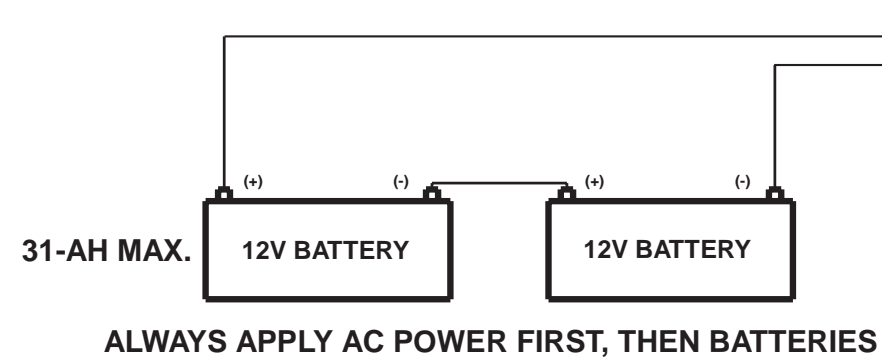 (+) (-) (+) (-)
31-AH MAX. 12V BATTERY 12V BATTERY
ALWAYS APPLY AC POWER FIRST, THEN BATTERIES